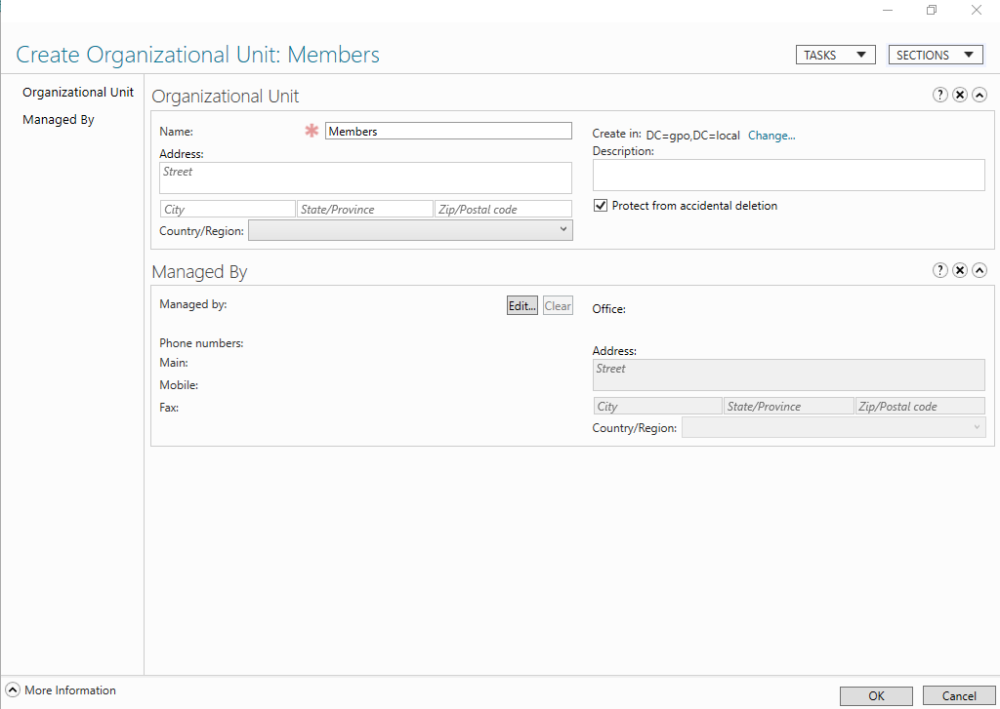 Create Organizational Unit: Members
TASKS
SECTIONS
Organizational Unit
Managed By
Organizational Unit
?
Name:
Members
Address:
Street
City
State/Province
Zip/Postal code
Country/Region:
Create in: DC=gpo,DC=local Change...
Description:
Protect from accidental deletion
Managed By
?
Managed by:
Edit...
Clear
Phone numbers:
Main:
Mobile:
Fax:
Office:
Address:
Street
City
State/Province
Zip/Postal code
Country/Region:
More Information
OK
Cancel